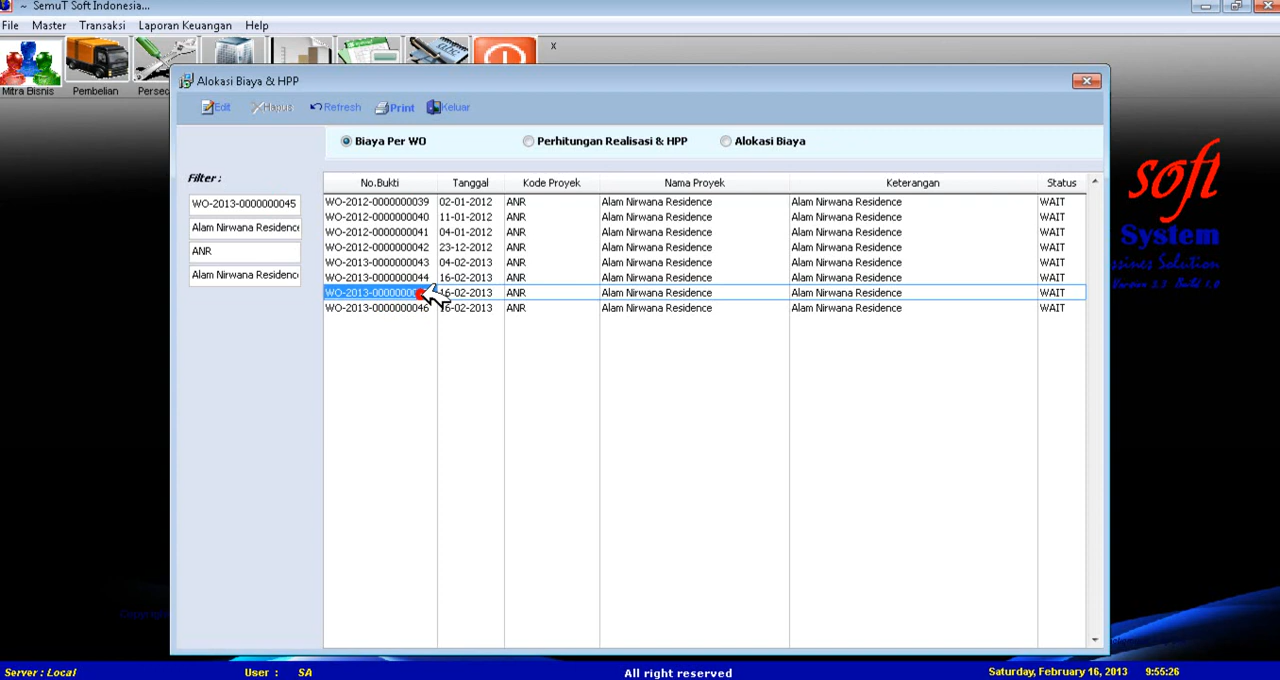 ~ SemuT Soft Indonesia...
File Master Transaksi Laporan Keuangan Help
x
Mitra Bisnis Pembelian
Alokasi Biaya & HPP
Edit Hapus Refresh Print Keluar
Biaya Per WO Perhitungan Realisasi & HPP Alokasi Biaya
Filter :
WO-2013-0000000045
Alam Nirwana Residence
ANR
Alam Nirwana Residenc
No.Bukti Tanggal Kode Proyek Nama Proyek Keterangan Status
WO-2012-0000000039 02-01-2012 ANR Alam Nirwana Residence Alam Nirwana Residence WAIT
WO-2012-0000000040 11-01-2012 ANR Alam Nirwana Residence Alam Nirwana Residence WAIT
WO-2012-0000000041 04-01-2012 ANR Alam Nirwana Residence Alam Nirwana Residence WAIT
WO-2012-0000000042 23-12-2012 ANR Alam Nirwana Residence Alam Nirwana Residence WAIT
WO-2013-0000000043 04-02-2013 ANR Alam Nirwana Residence Alam Nirwana Residence WAIT
WO-2013-0000000044 16-02-2013 ANR Alam Nirwana Residence Alam Nirwana Residence WAIT
16-02-2013 ANR Alam Nirwana Residence Alam Nirwana Residence WAIT
WO-2013-0000000046 16-02-2013 ANR Alam Nirwana Residence Alam Nirwana Residence WAIT
soft
System
Solution
Server : Local User : SA All right reserved Saturday, February 16, 2013 9:55:26